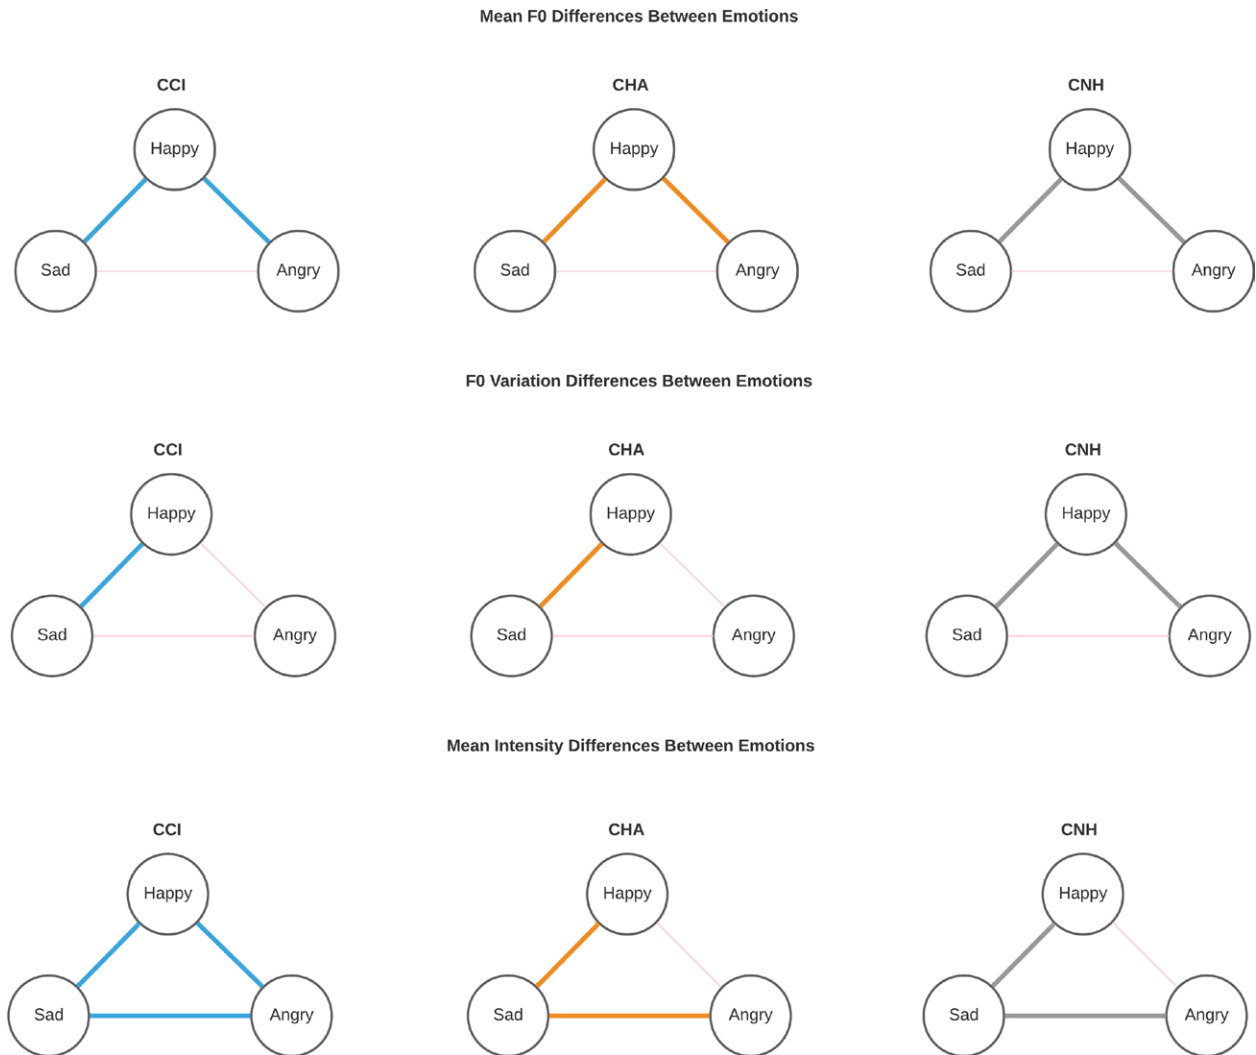 Mean F0 Differences Between Emotions
CCI
CHA
CNH
Happy
Happy
Happy
Sad
Angry
Sad
Angry
Sad
Angry
F0 Variation Differences Between Emotions
CCI
CHA
CNH
Happy
Happy
Happy
Sad
Angry
Sad
Angry
Sad
Angry
Mean Intensity Differences Between Emotions
CCI
CHA
CNH
Happy
Happy
Happy
Sad
Angry
Sad
Angry
Sad
Angry